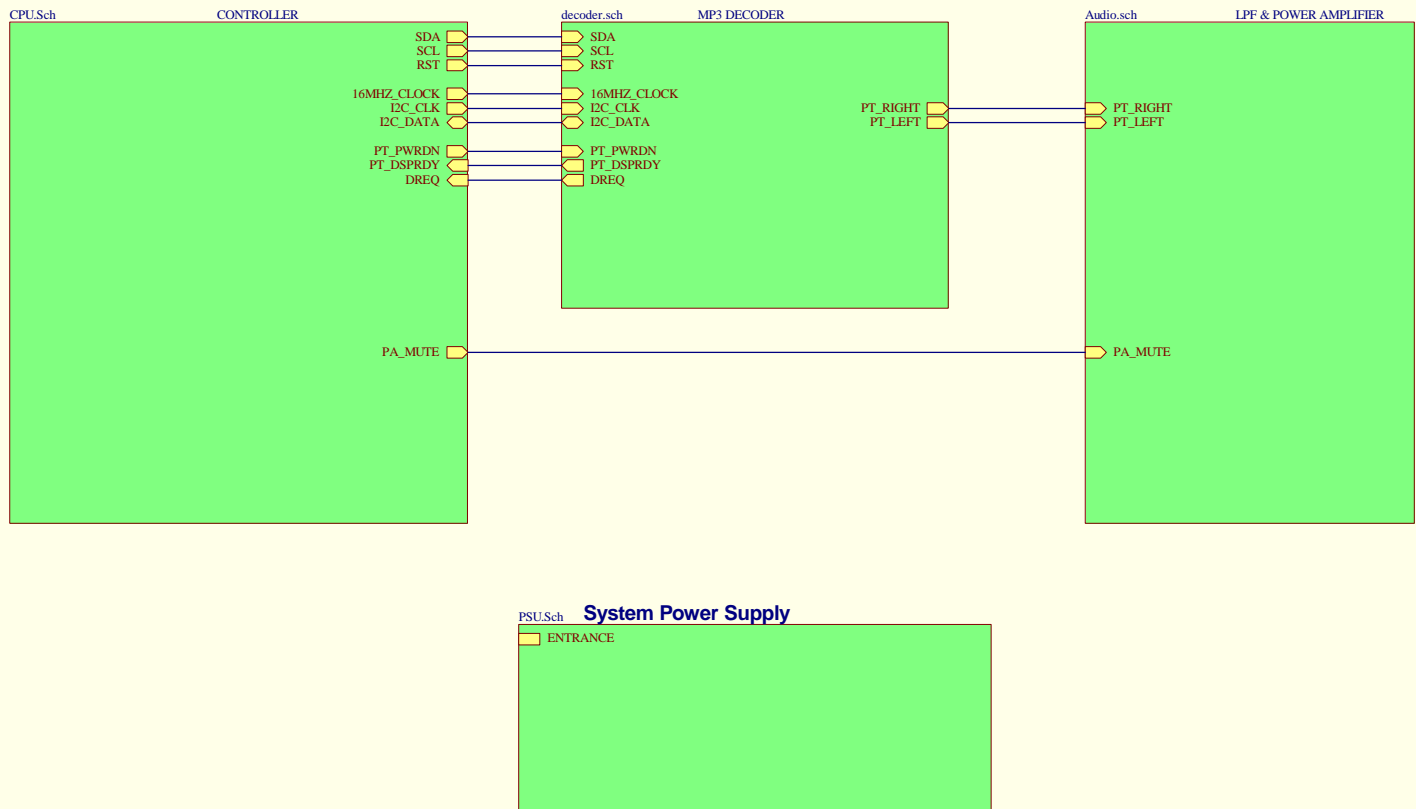 CPU.Sch CONTROLLER decoder.sch MP3 DECODER Audio.sch LPF & POWER AMPLIFIER
SDA SDA
SCL SCL
RST RST
16MHZ_CLOCK 16MHZ_CLOCK
I2C_CLK I2C_CLK PT_RIGHT PT_RIGHT
I2C_DATA I2C_DATA PT_LEFT PT_LEFT
PT_PWRDN PT_PWRDN
PT_DSPRDY PT_DSPRDY
DREQ DREQ
PA_MUTE PA_MUTE
PSU.Sch System Power Supply
ENTRANCE